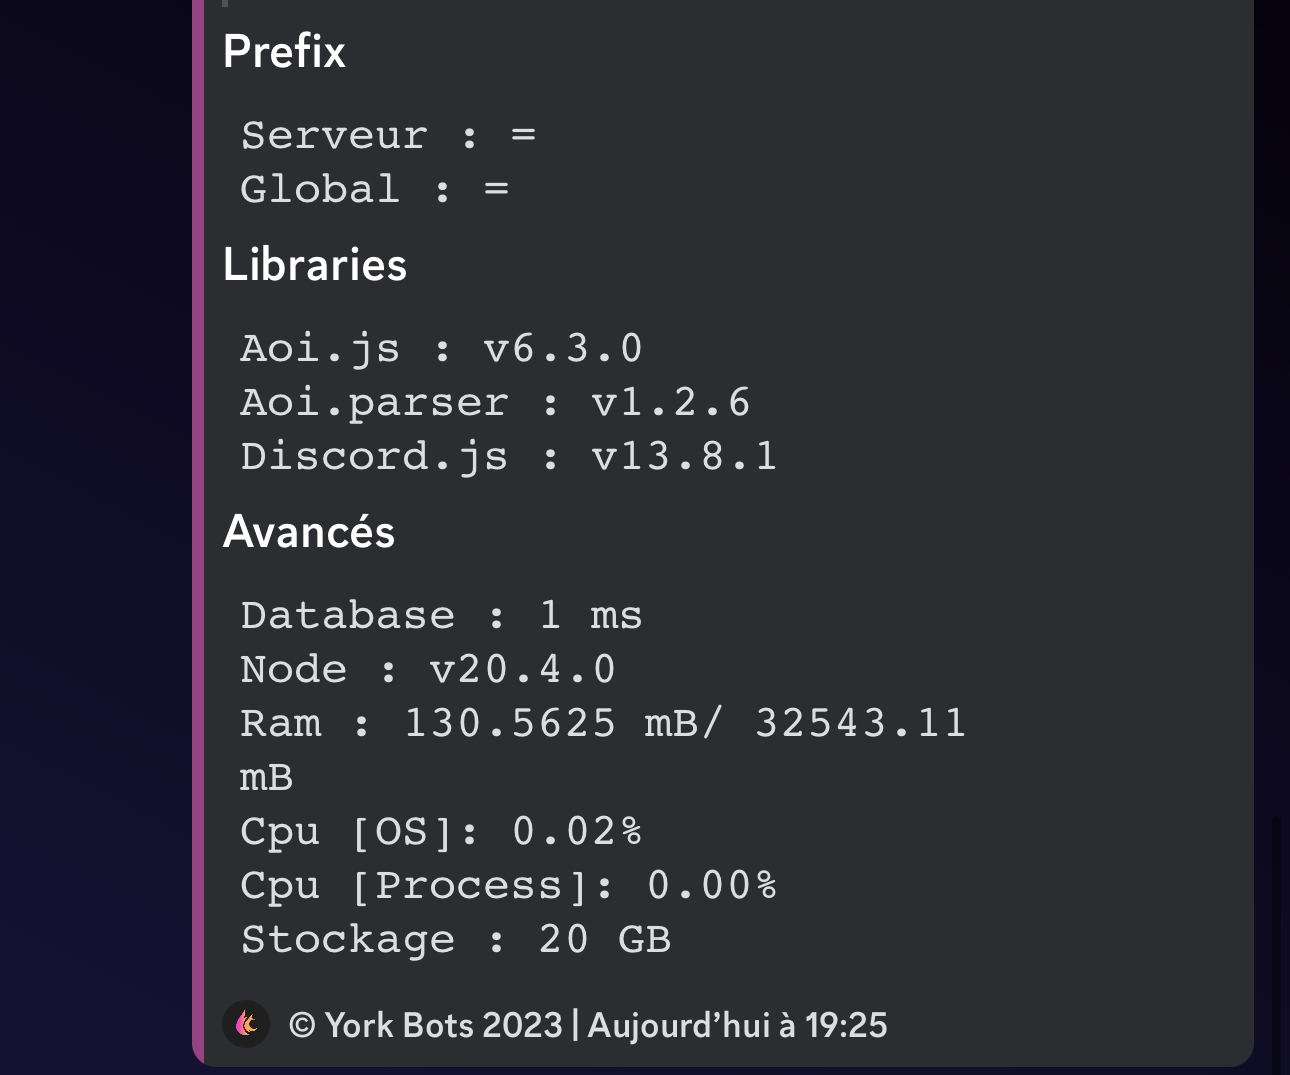 Prefix
Serveur : =
Global : =
Libraries
Aoi.js : v6.3.0
Aoi.parser : v1.2.6
Discord.js : v13.8.1
Avancés
Database : 1 ms
Node : v20.4.0
Ram : 130.5625 mB/ 32543.11
mB
Cpu [OS]: 0.02%
Cpu [Process]: 0.00%
Stockage : 20 GB
© York Bots 2023 | Aujourd’hui à 19:25